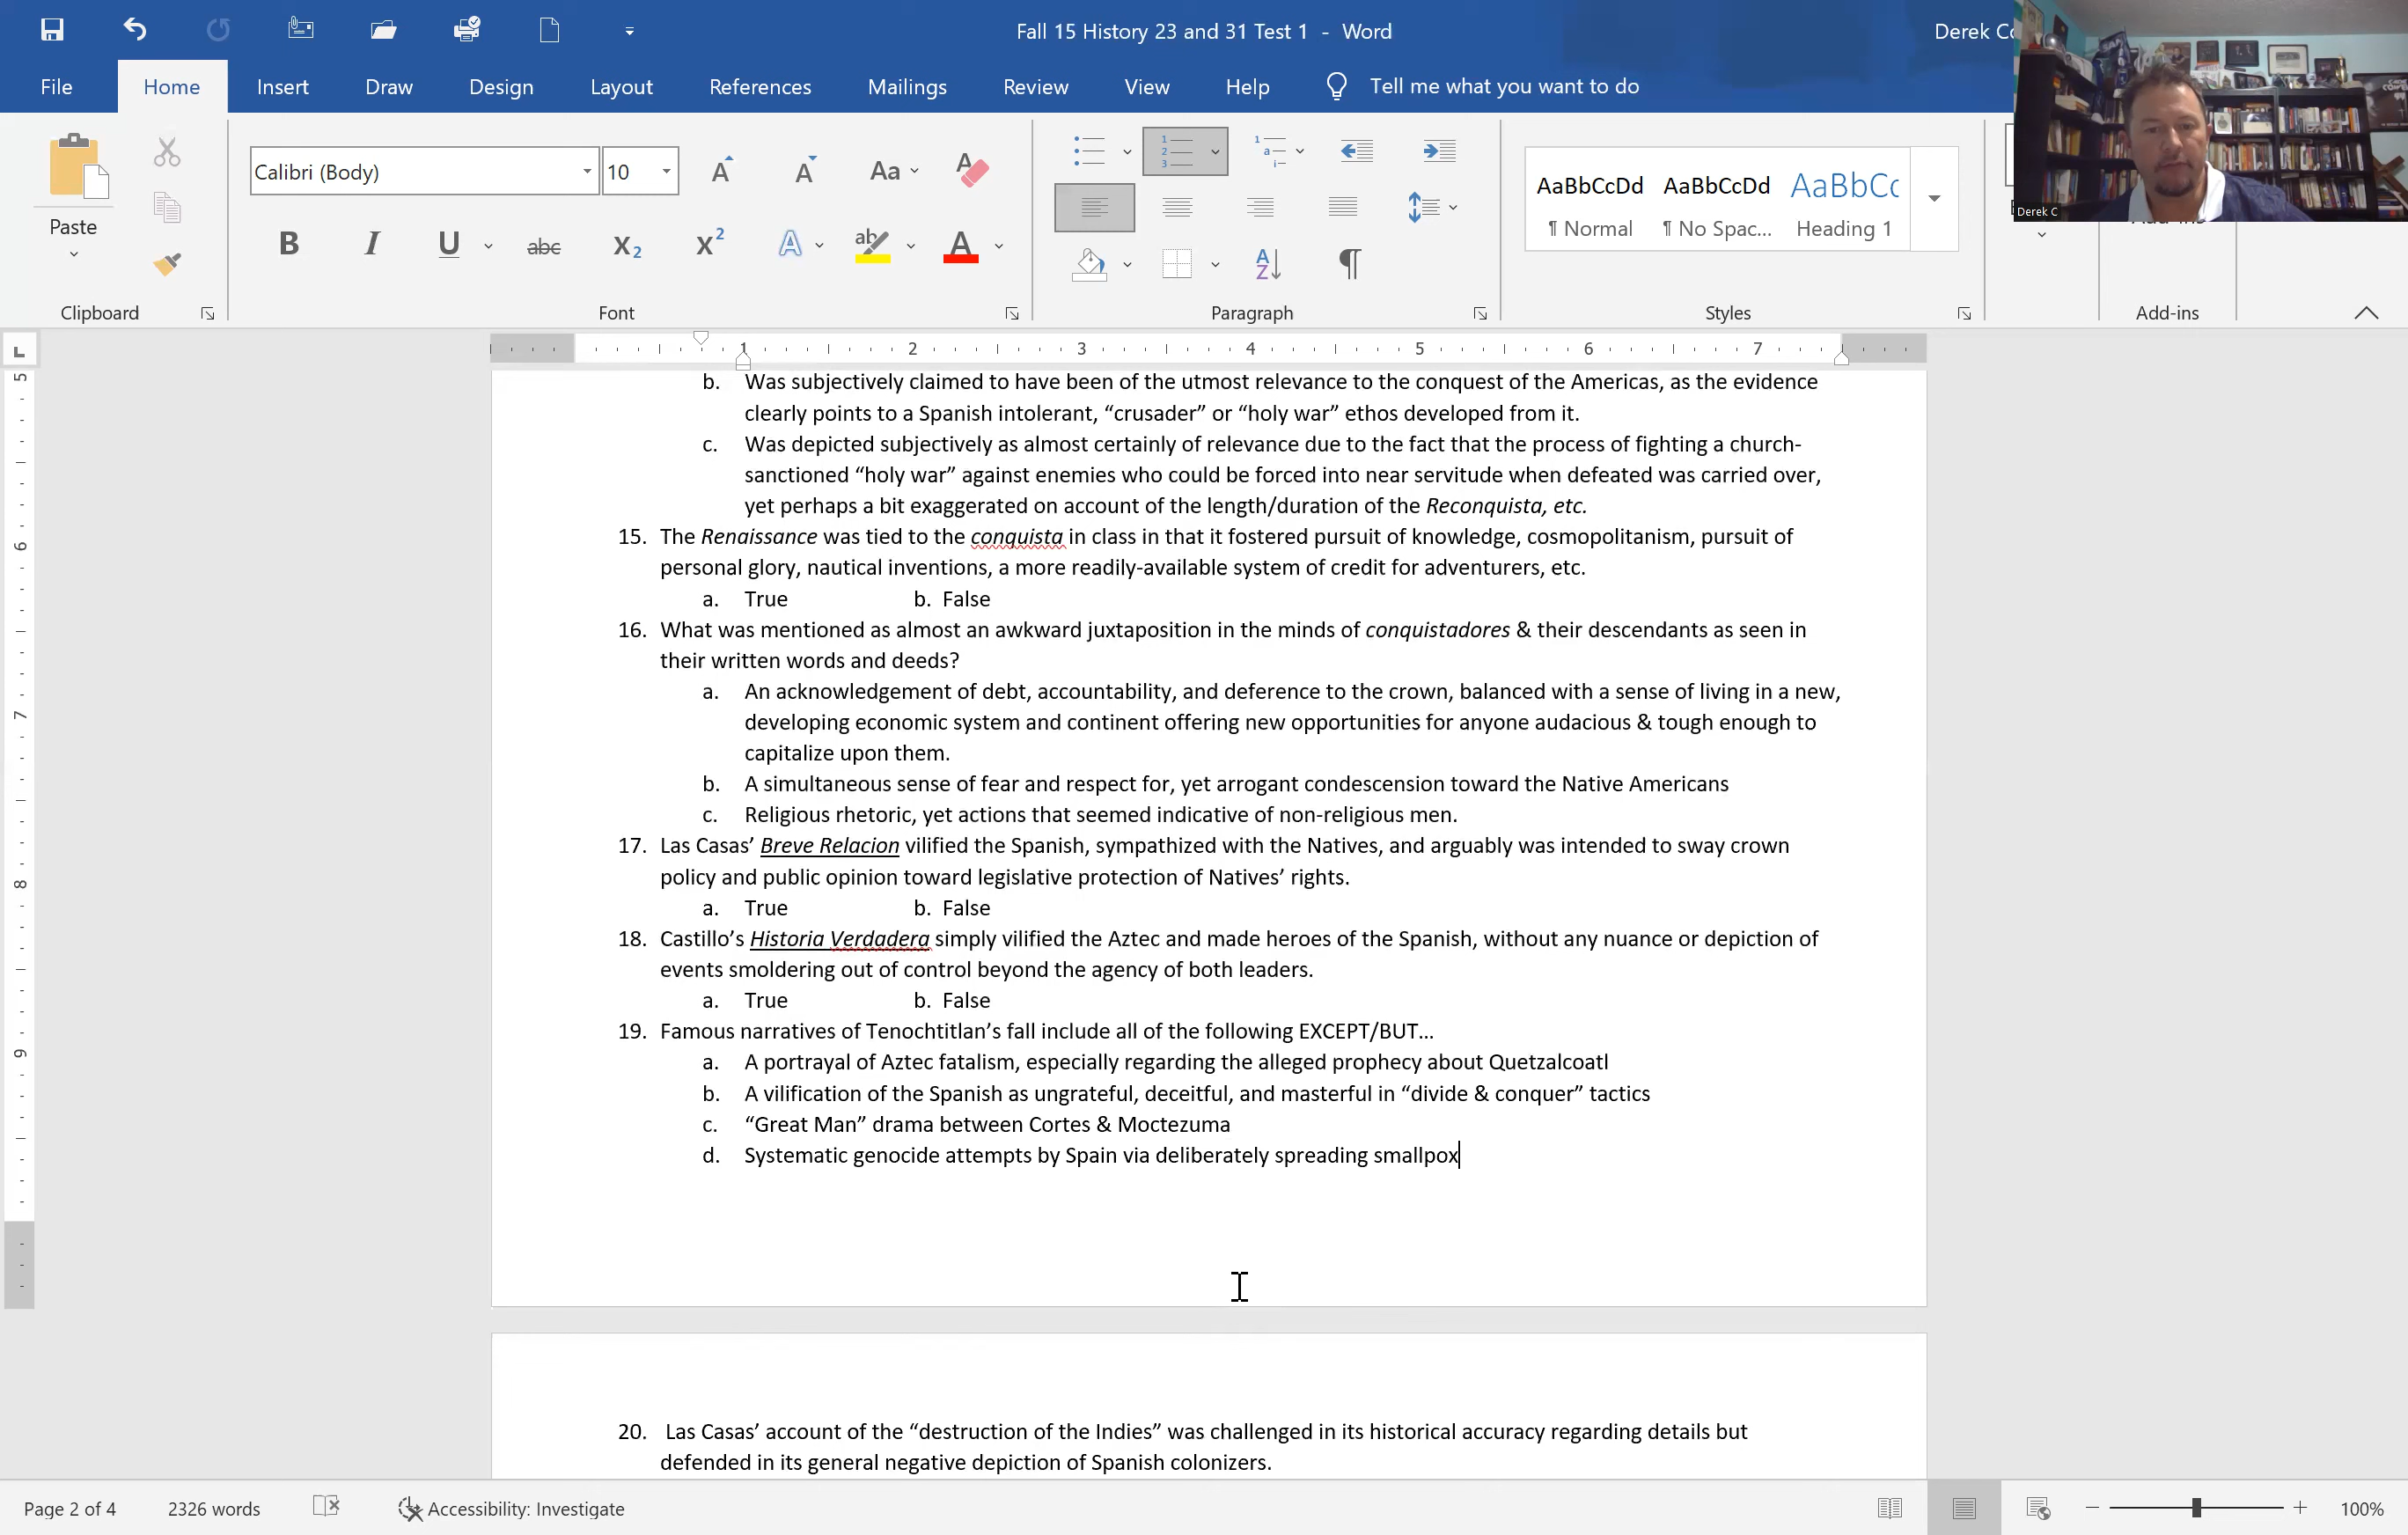 Fall 15 History 23 and 31 Test 1 - Word
Derek Co
File Home Insert Draw Design Layout References Mailings Review View Help Tell me what you want to do
Paste
Calibri (Body) 10
AaBbCcDd AaBbCcDd AaBbCc
¶ Normal ¶ No Spac... Heading 1
Derek C
Clipboard Font Paragraph Styles Add-ins
1 2 3 4 5 6 7
b. Was subjectively claimed to have been of the utmost relevance to the conquest of the Americas, as the evidence
clearly points to a Spanish intolerant, “crusader” or “holy war” ethos developed from it.
c. Was depicted subjectively as almost certainly of relevance due to the fact that the process of fighting a church-
sanctioned “holy war” against enemies who could be forced into near servitude when defeated was carried over,
yet perhaps a bit exaggerated on account of the length/duration of the Reconquista, etc.
15. The Renaissance was tied to the conquista in class in that it fostered pursuit of knowledge, cosmopolitanism, pursuit of
personal glory, nautical inventions, a more readily-available system of credit for adventurers, etc.
a. True b. False
16. What was mentioned as almost an awkward juxtaposition in the minds of conquistadores & their descendants as seen in
their written words and deeds?
a. An acknowledgement of debt, accountability, and deference to the crown, balanced with a sense of living in a new,
developing economic system and continent offering new opportunities for anyone audacious & tough enough to
capitalize upon them.
b. A simultaneous sense of fear and respect for, yet arrogant condescension toward the Native Americans
c. Religious rhetoric, yet actions that seemed indicative of non-religious men.
17. Las Casas’ Breve Relacion vilified the Spanish, sympathized with the Natives, and arguably was intended to sway crown
policy and public opinion toward legislative protection of Natives’ rights.
a. True b. False
18. Castillo’s Historia Verdadera simply vilified the Aztec and made heroes of the Spanish, without any nuance or depiction of
events smoldering out of control beyond the agency of both leaders.
a. True b. False
19. Famous narratives of Tenochtitlan’s fall include all of the following EXCEPT/BUT…
a. A portrayal of Aztec fatalism, especially regarding the alleged prophecy about Quetzalcoatl
b. A vilification of the Spanish as ungrateful, deceitful, and masterful in “divide & conquer” tactics
c. “Great Man” drama between Cortes & Moctezuma
d. Systematic genocide attempts by Spain via deliberately spreading smallpox
20. Las Casas’ account of the “destruction of the Indies” was challenged in its historical accuracy regarding details but
defended in its general negative depiction of Spanish colonizers.
Page 2 of 4 2326 words Accessibility: Investigate 100%